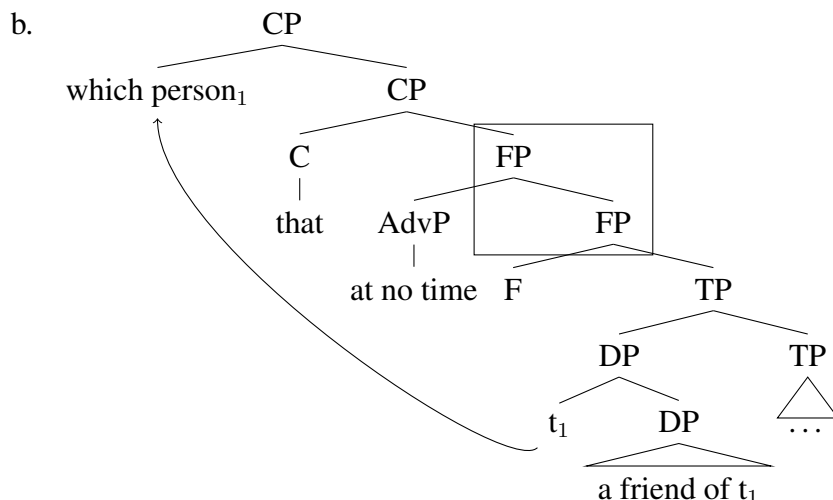 b. CP
which person₁ CP
C FP
that AdvP FP
at no time F TP
DP TP
t₁ DP ...
a friend of t₁